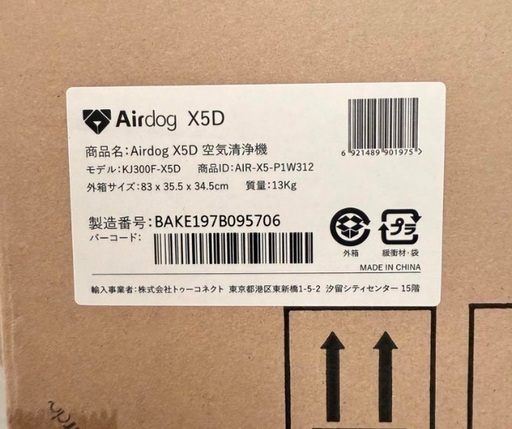 Airdog X5D
商品名:Airdog X5D 空気清浄機
モデル:KJ300F-X5D 商品ID:AIR-X5-P1W312
外箱サイズ:83 x 35.5 x 34.5cm 質量:13Kg
6 921489 901975 >
製造番号:BAKE197B095706
バーコード:
外箱
プラ
緩衝材・袋
MADE IN CHINA
輸入事業者:株式会社トゥーコネクト 東京都港区東新橋1-5-2 汐留シティセンター 15階